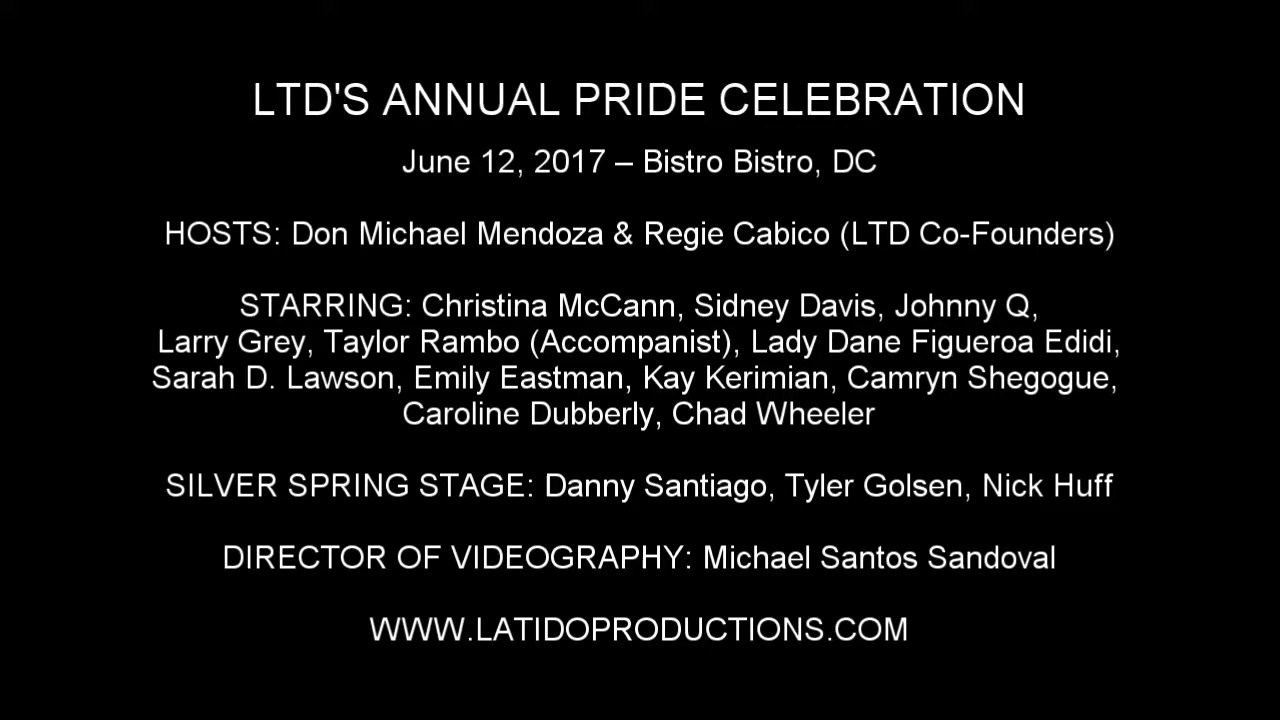 LTD'S ANNUAL PRIDE CELEBRATION
June 12, 2017 – Bistro Bistro, DC
HOSTS: Don Michael Mendoza & Regie Cabico (LTD Co-Founders)
STARRING: Christina McCann, Sidney Davis, Johnny Q,
Larry Grey, Taylor Rambo (Accompanist), Lady Dane Figueroa Edidi,
Sarah D. Lawson, Emily Eastman, Kay Kerimian, Camryn Shegogue,
Caroline Dubberly, Chad Wheeler
SILVER SPRING STAGE: Danny Santiago, Tyler Golsen, Nick Huff
DIRECTOR OF VIDEOGRAPHY: Michael Santos Sandoval
WWW.LATIDOPRODUCTIONS.COM